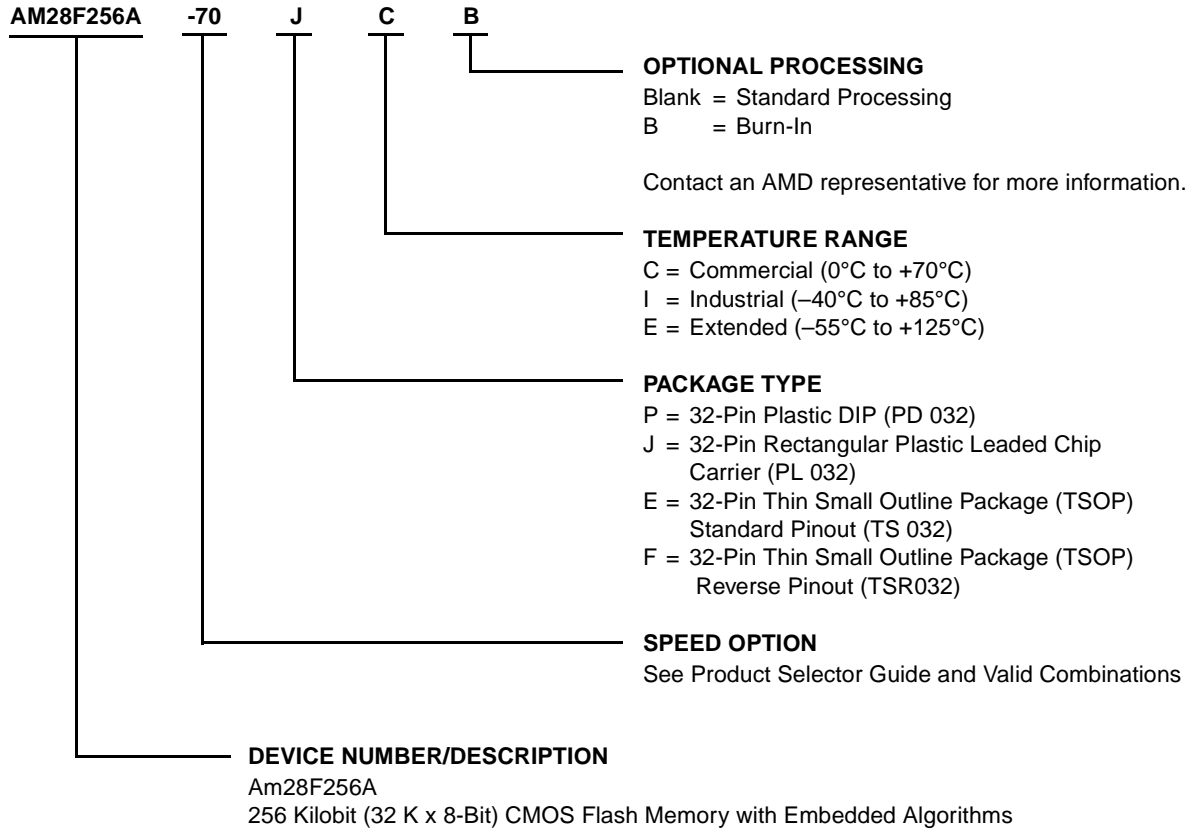 AM28F256A -70 J C B
OPTIONAL PROCESSING
Blank = Standard Processing
B = Burn-In
Contact an AMD representative for more information.
TEMPERATURE RANGE
C = Commercial (0°C to +70°C)
I = Industrial (–40°C to +85°C)
E = Extended (–55°C to +125°C)
PACKAGE TYPE
P = 32-Pin Plastic DIP (PD 032)
J = 32-Pin Rectangular Plastic Leaded Chip
Carrier (PL 032)
E = 32-Pin Thin Small Outline Package (TSOP)
Standard Pinout (TS 032)
F = 32-Pin Thin Small Outline Package (TSOP)
Reverse Pinout (TSR032)
SPEED OPTION
See Product Selector Guide and Valid Combinations
DEVICE NUMBER/DESCRIPTION
Am28F256A
256 Kilobit (32 K x 8-Bit) CMOS Flash Memory with Embedded Algorithms